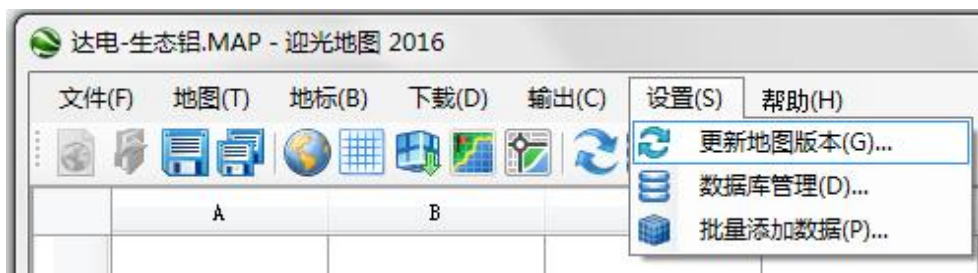 达电-生态铝.MAP - 迎光地图 2016
文件(F) 地图(T) 地标(B) 下载(D) 输出(C) 设置(S) 帮助(H)
更新地图版本(G)...
数据库管理(D)...
批量添加数据(P)...
A B